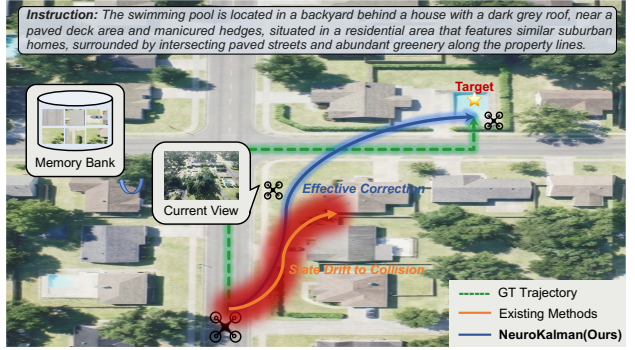 Instruction: The swimming pool is located in a backyard behind a house with a dark grey roof, near a
paved deck area and manicured hedges, situated in a residential area that features similar suburban
homes, surrounded by intersecting paved streets and abundant greenery along the property lines.
Target
Memory Bank
Current View
Effective Correction
State Drift to Collision
GT Trajectory
Existing Methods
NeuroKalman(Ours)